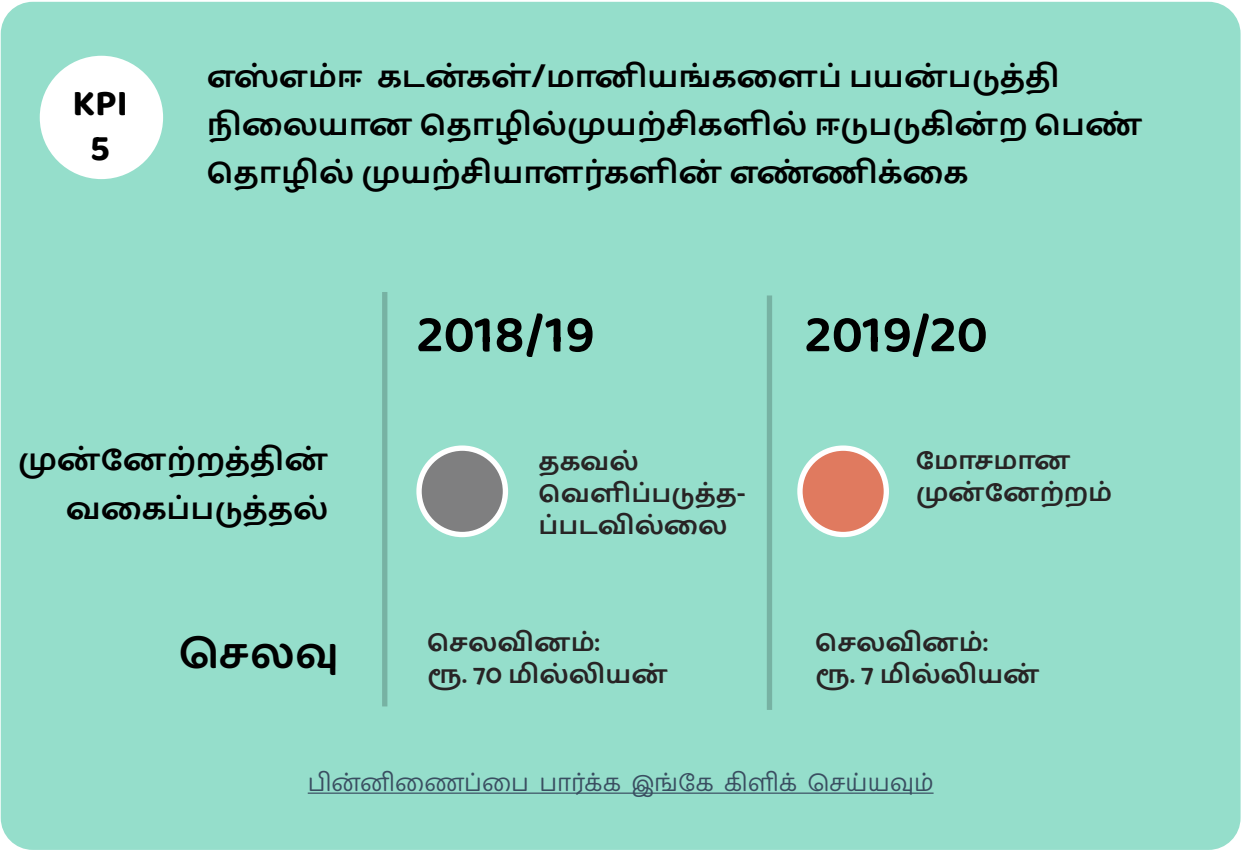 KPI
5
எஸ்எம்ஈ கடன்கள்/மானியங்களைப் பயன்படுத்தி
நிலையான தொழில்முயற்சிகளில் ஈடுபடுகின்ற பெண்
தொழில் முயற்சியாளர்களின் எண்ணிக்கை
2018/19
2019/20
முன்னேற்றத்தின்
வகைப்படுத்தல்
தகவல்
வெளிப்படுத்த-
ப்படவில்லை
மோசமான
முன்னேற்றம்
செலவு
செலவினம்:
ரூ. 70 மில்லியன்
செலவினம்:
ரூ. 7 மில்லியன்
பின்னிணைப்பை பார்க்க இங்கே கிளிக் செய்யவும்